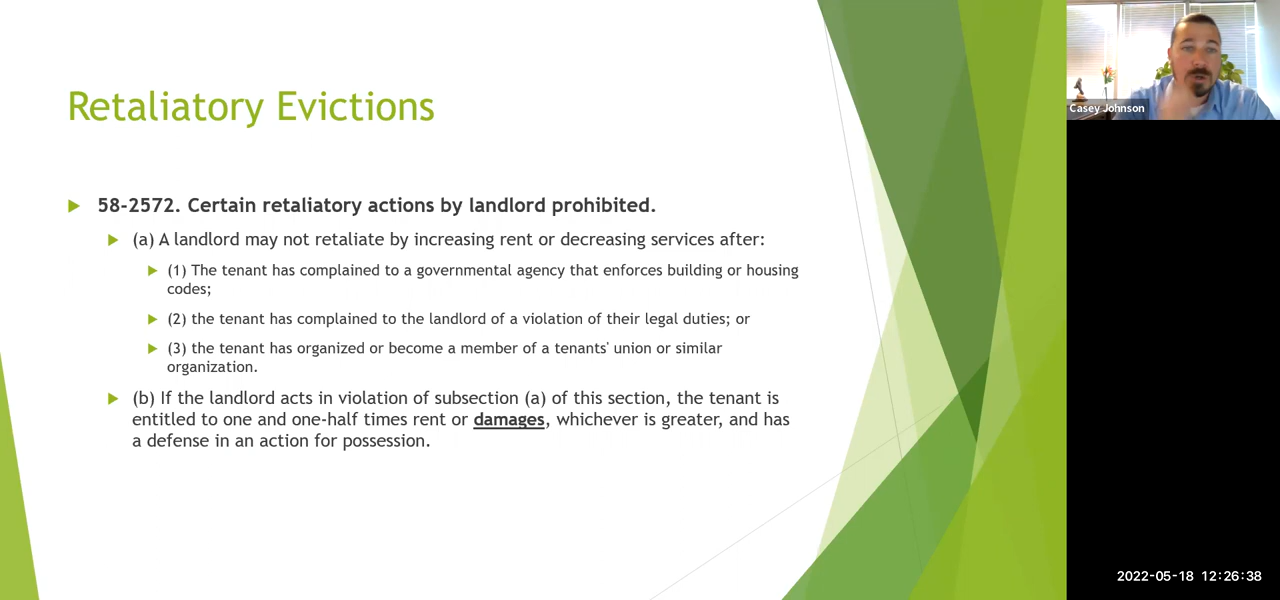 Retaliatory Evictions
58-2572. Certain retaliatory actions by landlord prohibited.
(a) A landlord may not retaliate by increasing rent or decreasing services after:
(1) The tenant has complained to a governmental agency that enforces building or housing
codes;
(2) the tenant has complained to the landlord of a violation of their legal duties; or
(3) the tenant has organized or become a member of a tenants' union or similar
organization.
(b) If the landlord acts in violation of subsection (a) of this section, the tenant is
entitled to one and one-half times rent or damages, whichever is greater, and has
a defense in an action for possession.
Casey Johnson
2022-05-18 12:26:38